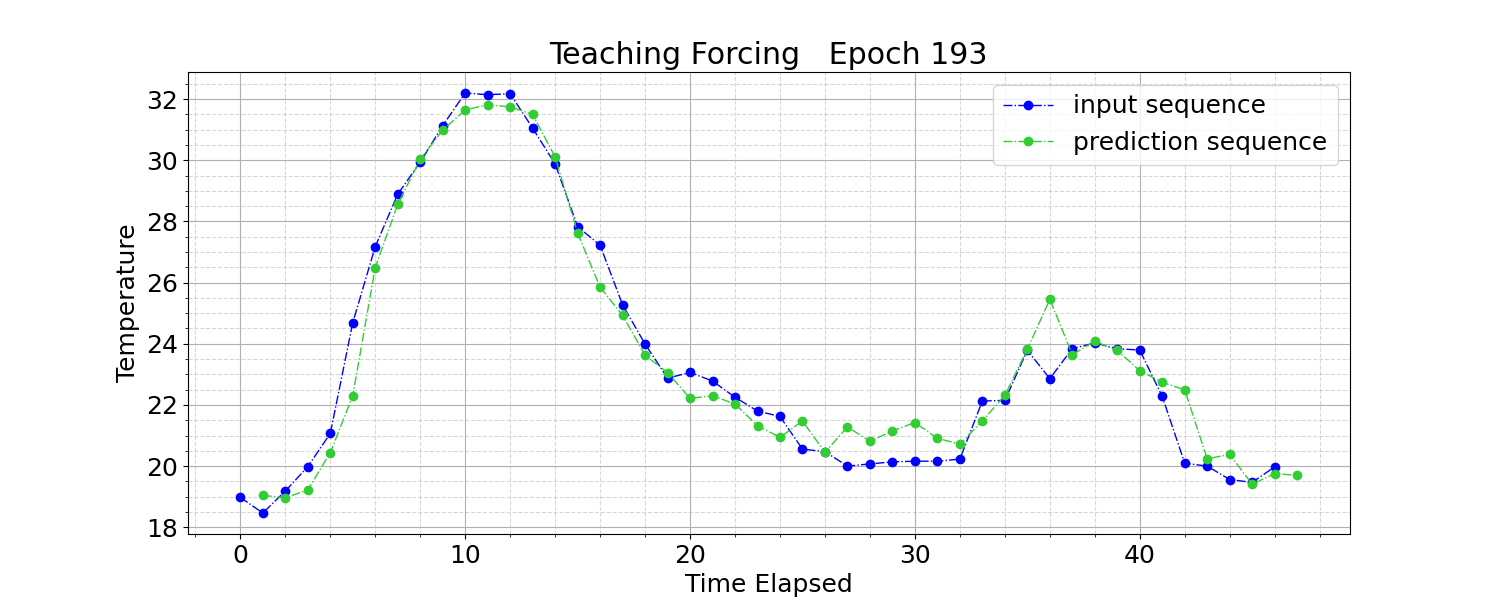 Teaching Forcing   Epoch 193
input sequence
prediction sequence
Temperature
32
30
28
26
24
22
20
18
0 10 20 30 40
Time Elapsed